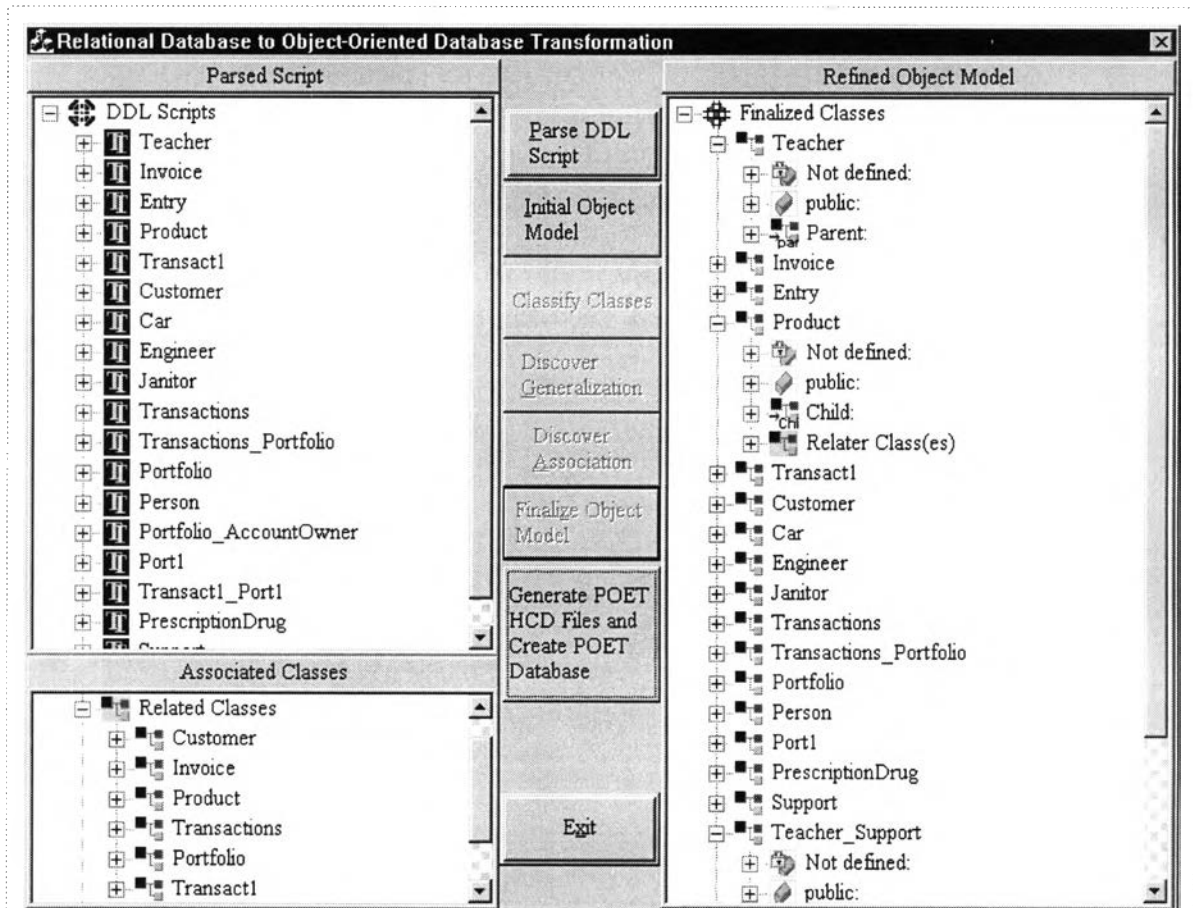 Relational Database to Object-Oriented Database Transformation
Parsed Script
DDL Scripts
Teacher
Invoice
Entry
Product
Transact1
Customer
Car
Engineer
Janitor
Transactions
Transactions_Portfolio
Portfolio
Person
Portfolio_AccountOwner
Port1
Transact1_Port1
PrescriptionDrug
Support
Associated Classes
Related Classes
Customer
Invoice
Product
Transactions
Portfolio
Transact1
Parse DDL
Script
Initial Object
Model
Classify Classes
Discover
Generalization
Discover
Association
Finalize Object
Model
Generate POET
HCD Files and
Create POET
Database
Exit
Refined Object Model
Finalized Classes
Teacher
Not defined:
public:
Parent:
Invoice
Entry
Product
Not defined:
public:
Child:
Relater Class(es)
Transact1
Customer
Car
Engineer
Janitor
Transactions
Transactions_Portfolio
Portfolio
Person
Port1
PrescriptionDrug
Support
Teacher_Support
Not defined:
public: